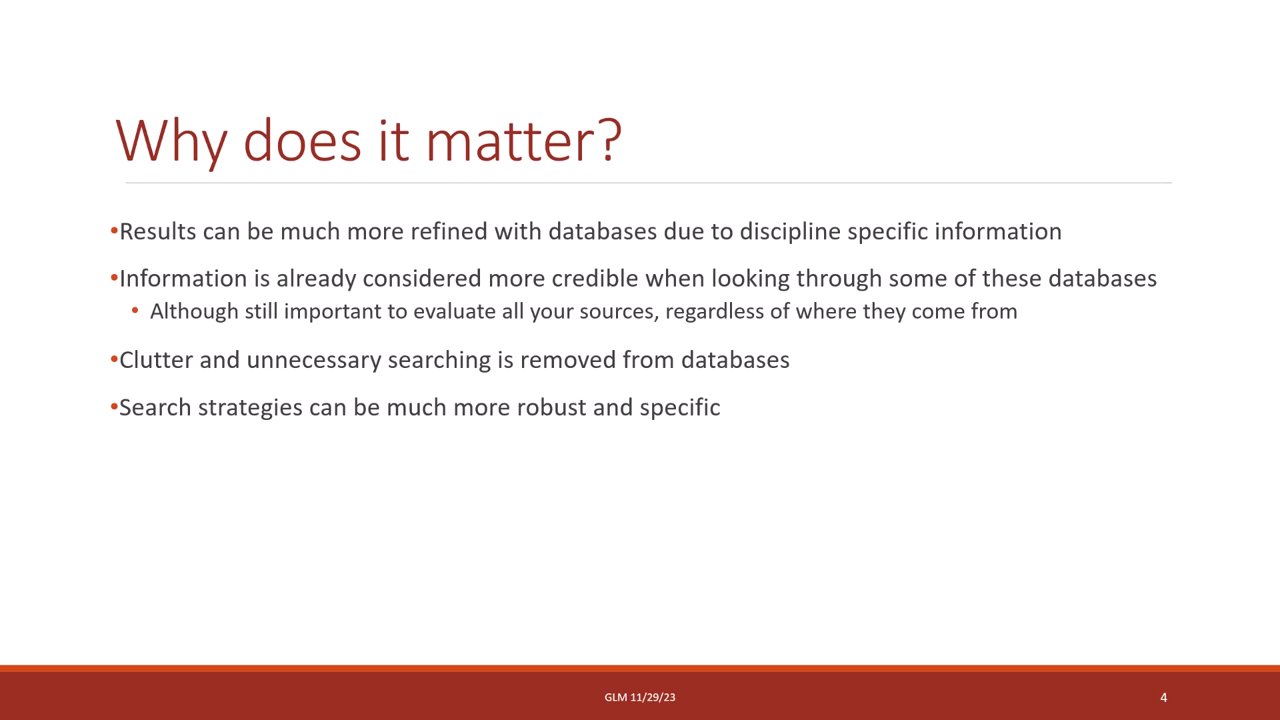 Why does it matter?
•Results can be much more refined with databases due to discipline specific information
•Information is already considered more credible when looking through some of these databases
• Although still important to evaluate all your sources, regardless of where they come from
•Clutter and unnecessary searching is removed from databases
•Search strategies can be much more robust and specific
GLM 11/29/23
4